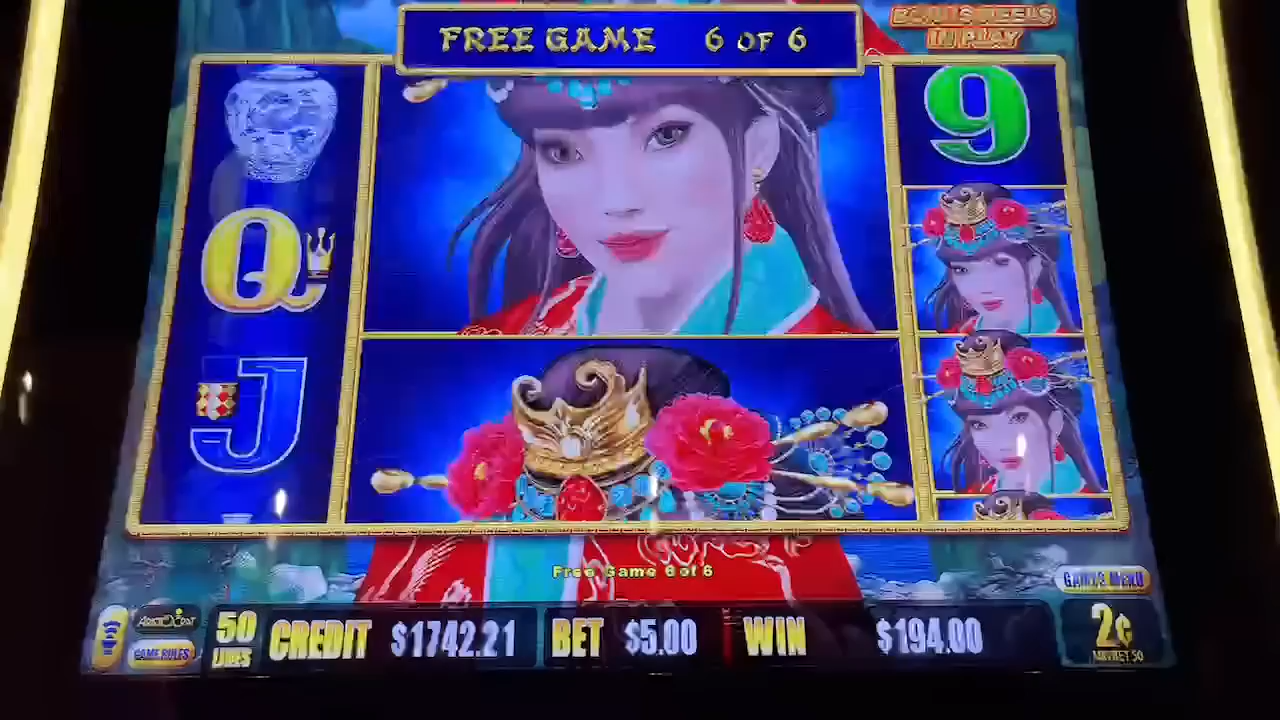 FREE GAME 6 OF 6
BONUS REELS
IN PLAY
9
Q
J
Free Game 6 of 6
GAME MENU
ARISTOCRAT
GAME RULES
50
LINES
CREDIT $1742.21
BET $5.00
WIN $194.00
2¢